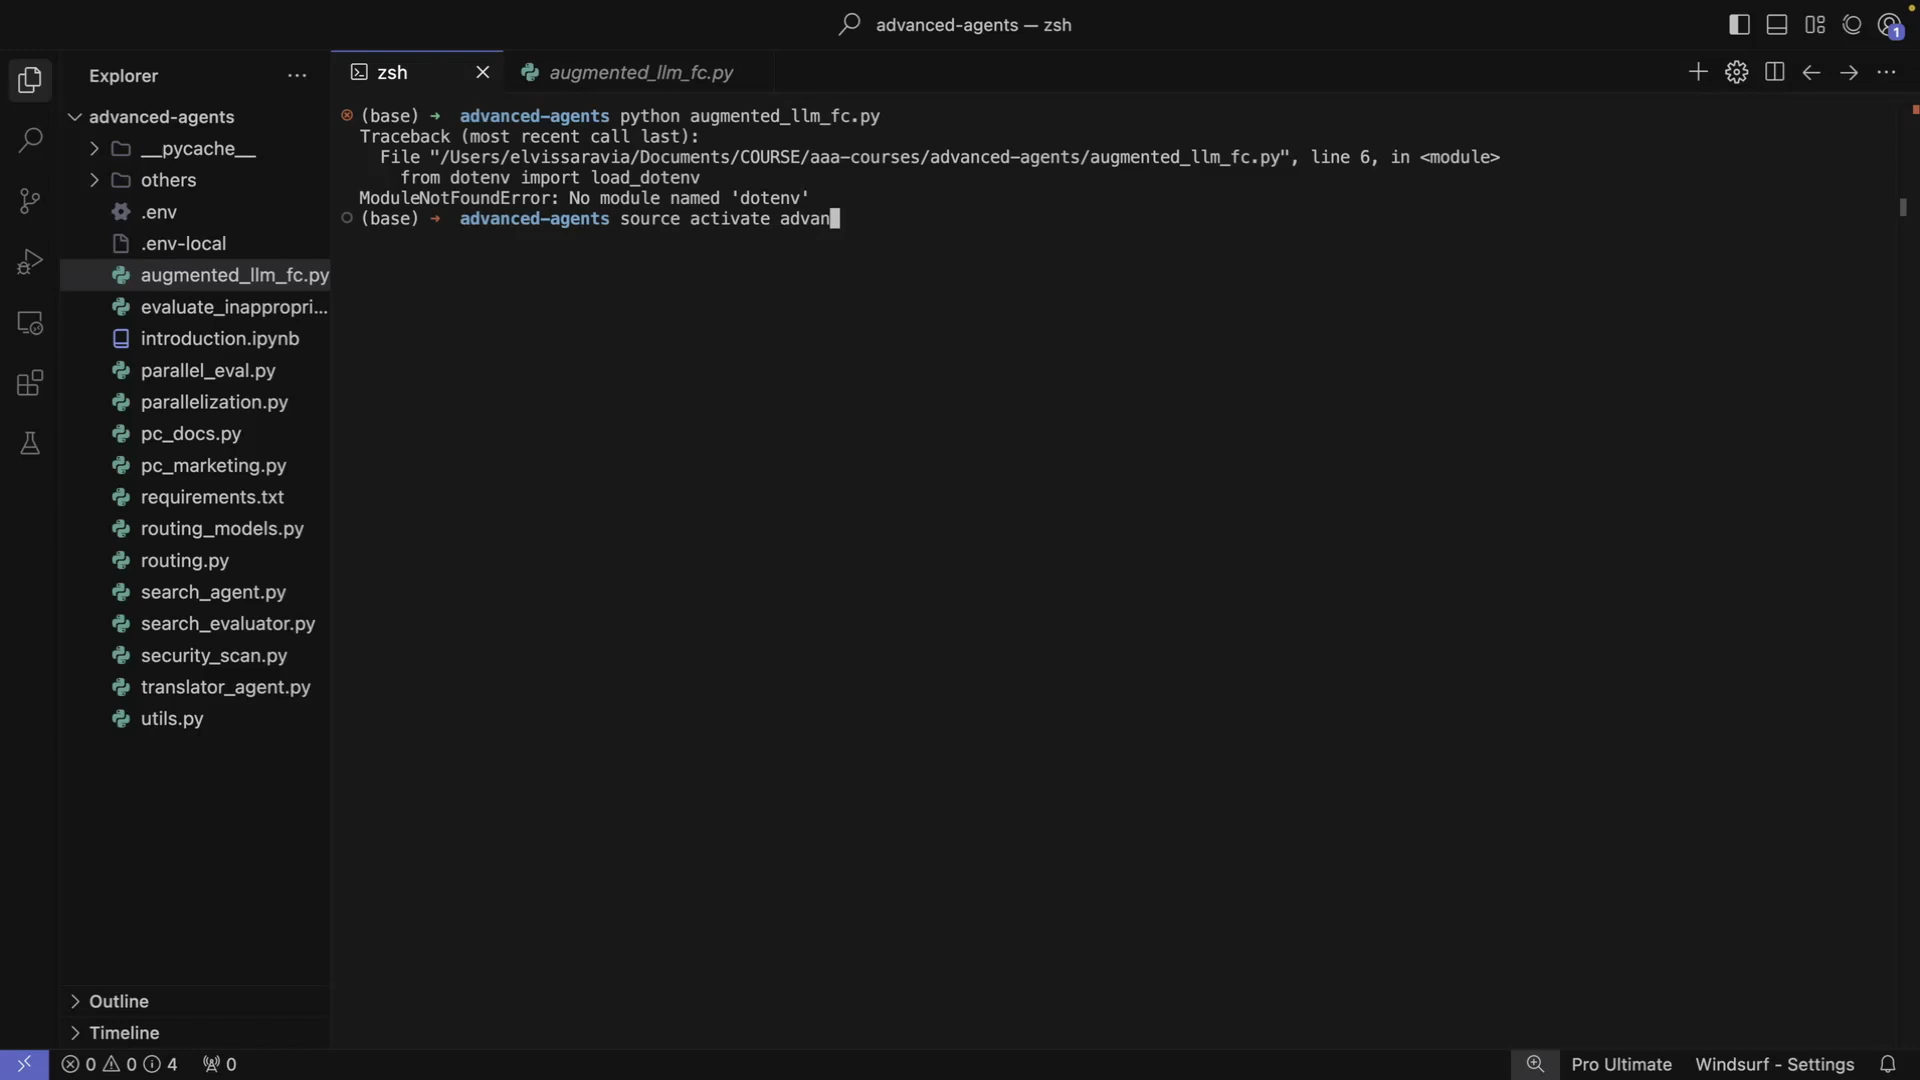 advanced-agents — zsh
1
Explorer
zsh
augmented_llm_fc.py
advanced-agents
__pycache__
others
.env
.env-local
augmented_llm_fc.py
evaluate_inappropri...
introduction.ipynb
parallel_eval.py
parallelization.py
pc_docs.py
pc_marketing.py
requirements.txt
routing_models.py
routing.py
search_agent.py
search_evaluator.py
security_scan.py
translator_agent.py
utils.py
Outline
Timeline
(base) ➜ advanced-agents python augmented_llm_fc.py
Traceback (most recent call last):
File "/Users/elvissaravia/Documents/COURSE/aaa-courses/advanced-agents/augmented_llm_fc.py", line 6, in <module>
from dotenv import load_dotenv
ModuleNotFoundError: No module named 'dotenv'
(base) ➜ advanced-agents source activate advan
0 0 4 0
Pro Ultimate
Windsurf - Settings